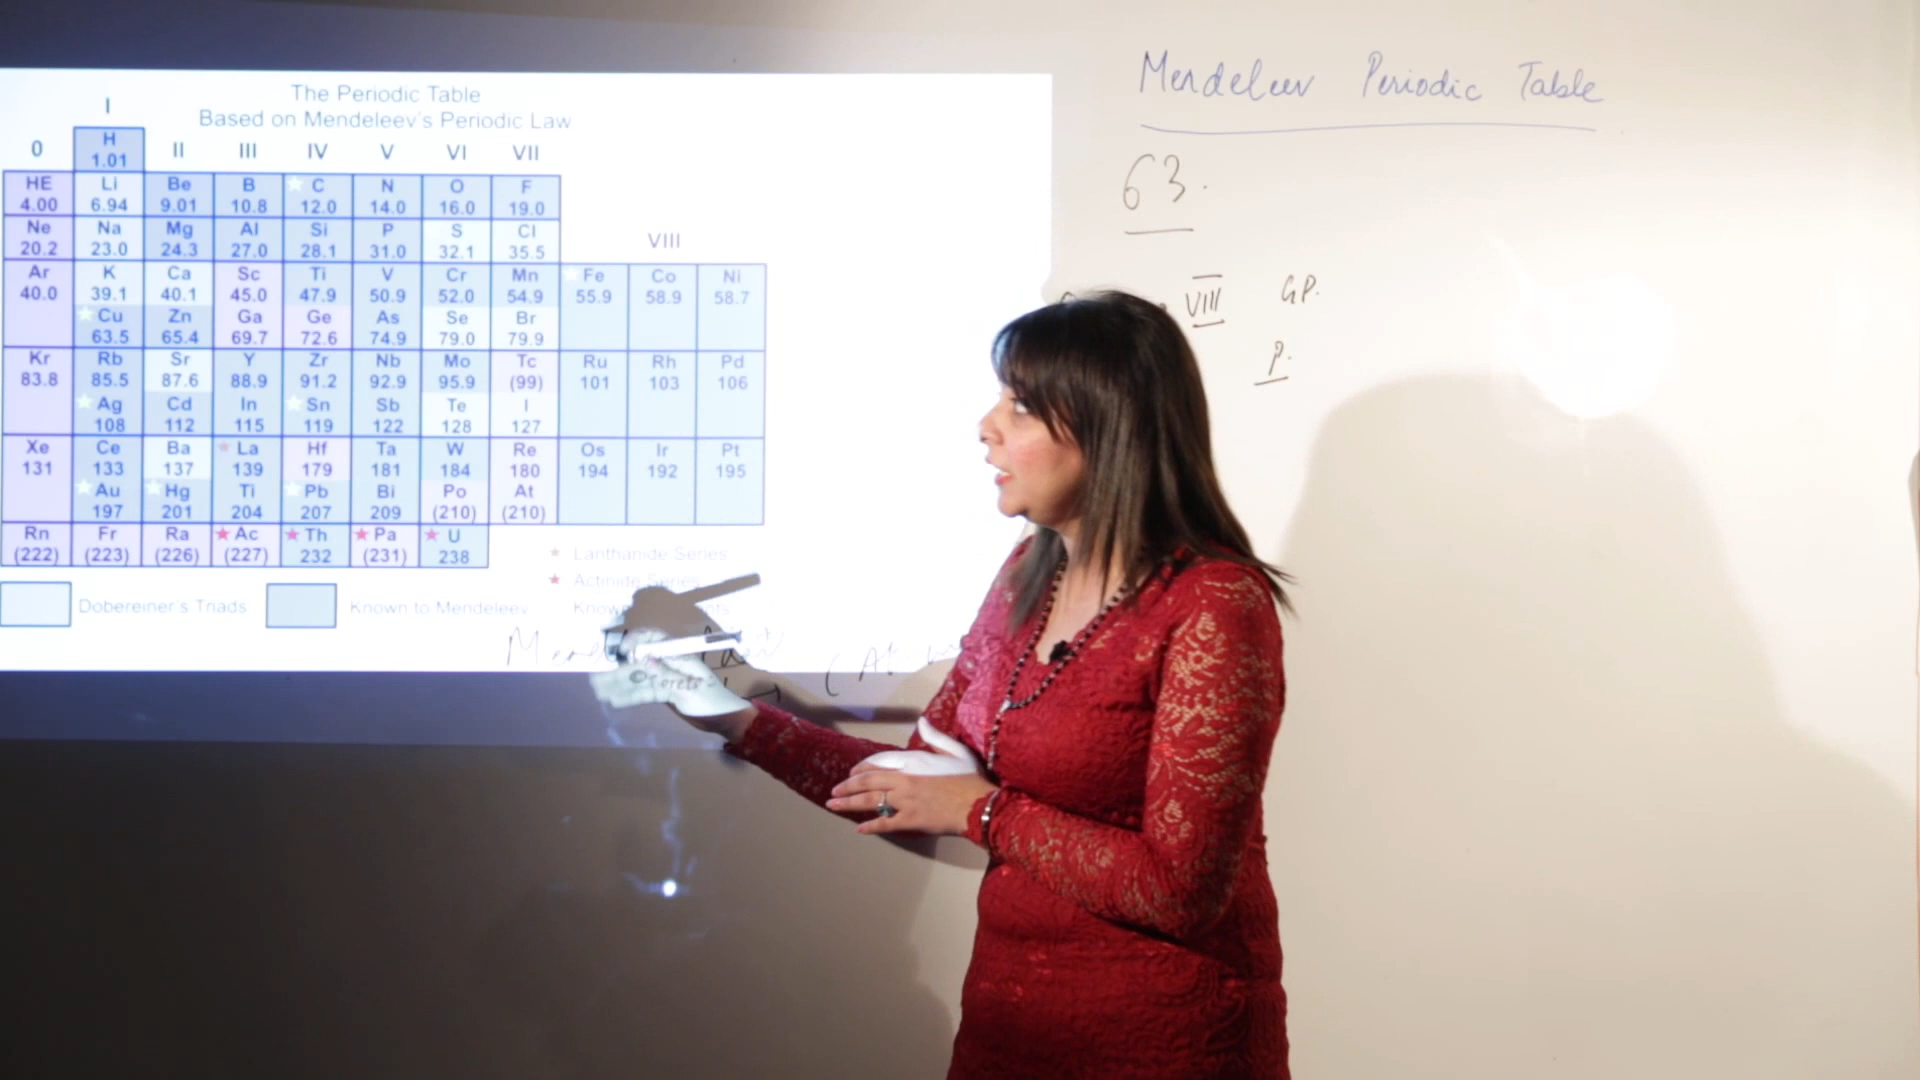 The Periodic Table
Based on Mendeleev's Periodic Law
0 I II III IV V VI VII
H
1.01
HE Li Be B C N O F
4.00 6.94 9.01 10.8 12.0 14.0 16.0 19.0
Ne Na Mg Al Si P S Cl
20.2 23.0 24.3 27.0 28.1 31.0 32.1 35.5
VIII
Ar K Ca Sc Ti V Cr Mn Fe Co Ni
40.0 39.1 40.1 45.0 47.9 50.9 52.0 54.9 55.9 58.9 58.7
Cu Zn Ga Ge As Se Br
63.5 65.4 69.7 72.6 74.9 79.0 79.9
Kr Rb Sr Y Zr Nb Mo Tc Ru Rh Pd
83.8 85.5 87.6 88.9 91.2 92.9 95.9 (99) 101 103 106
Ag Cd In Sn Sb Te I
108 112 115 119 122 128 127
Xe Ce Ba La Hf Ta W Re Os Ir Pt
131 133 137 139 179 181 184 180 194 192 195
Au Hg Ti Pb Bi Po At
197 201 204 207 209 (210) (210)
Rn Fr Ra Ac Th Pa U
(222) (223) (226) (227) 232 (231) 238
Lanthanide Series
Actinide Series
Dobereiner's Triads
Known to Mendeleev
Mendeleev Periodic Table
63.
VIII GP.
P.